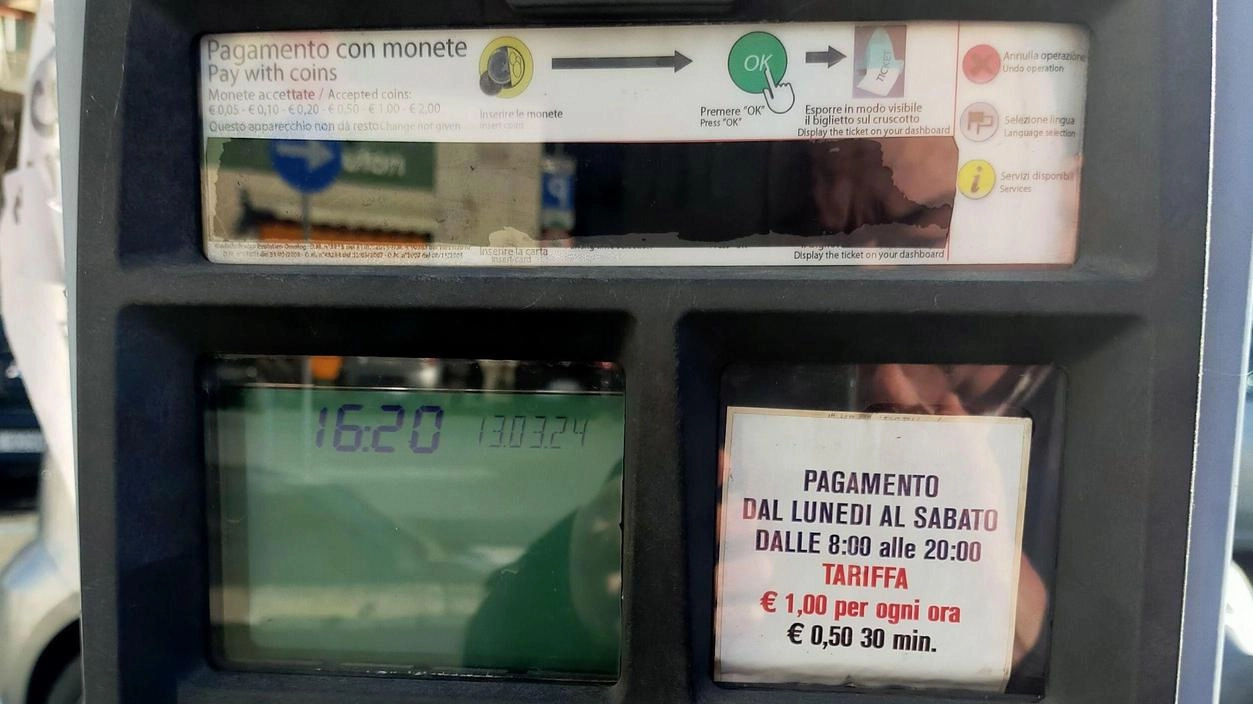 Pagamento con monete
Pay with coins
Monete accettate / Accepted coins:
€ 0,05 - € 0,10 - € 0,20 - € 0,50 - € 1,00 - € 2,00
Questo apparecchio non dà resto Change not given
Inserire le monete
Insert coins
OK
Premere "OK"
Press "OK"
TICKET
Esporre in modo visibile
il biglietto sul cruscotto
Display the ticket on your dashboard
Annulla operazione
Undo operation
Selezione lingua
Language selection
i
Servizi disponibili
Services
Inserire la carta
Insert card
Display the ticket on your dashboard
16:20 13.03.24
PAGAMENTO
DAL LUNEDI AL SABATO
DALLE 8:00 alle 20:00
TARIFFA
€ 1,00 per ogni ora
€ 0,50 30 min.